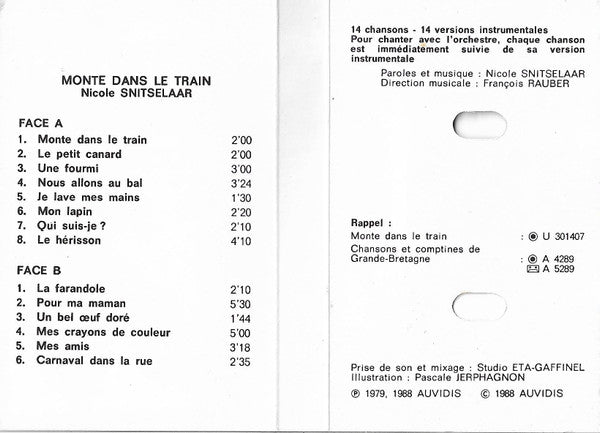 MONTE DANS LE TRAIN
Nicole SNITSELAAR
FACE A
1. Monte dans le train 2'00
2. Le petit canard 2'00
3. Une fourmi 3'00
4. Nous allons au bal 3'24
5. Je lave mes mains 1'30
6. Mon lapin 2'20
7. Qui suis-je ? 2'10
8. Le hérisson 4'10
FACE B
1. La farandole 2'10
2. Pour ma maman 5'30
3. Un bel œuf doré 1'44
4. Mes crayons de couleur 5'00
5. Mes amis 3'18
6. Carnaval dans la rue 2'35
14 chansons - 14 versions instrumentales
Pour chanter avec l'orchestre, chaque chanson
est immédiatement suivie de sa version
instrumentale
Paroles et musique : Nicole SNITSELAAR
Direction musicale : François RAUBER
Rappel :
Monte dans le train : U 301407
Chansons et comptines de
Grande-Bretagne : A 4289
A 5289
Prise de son et mixage : Studio ETA-GAFFINEL
Illustration : Pascale JERPHAGNON
℗ 1979, 1988 AUVIDIS © 1988 AUVIDIS